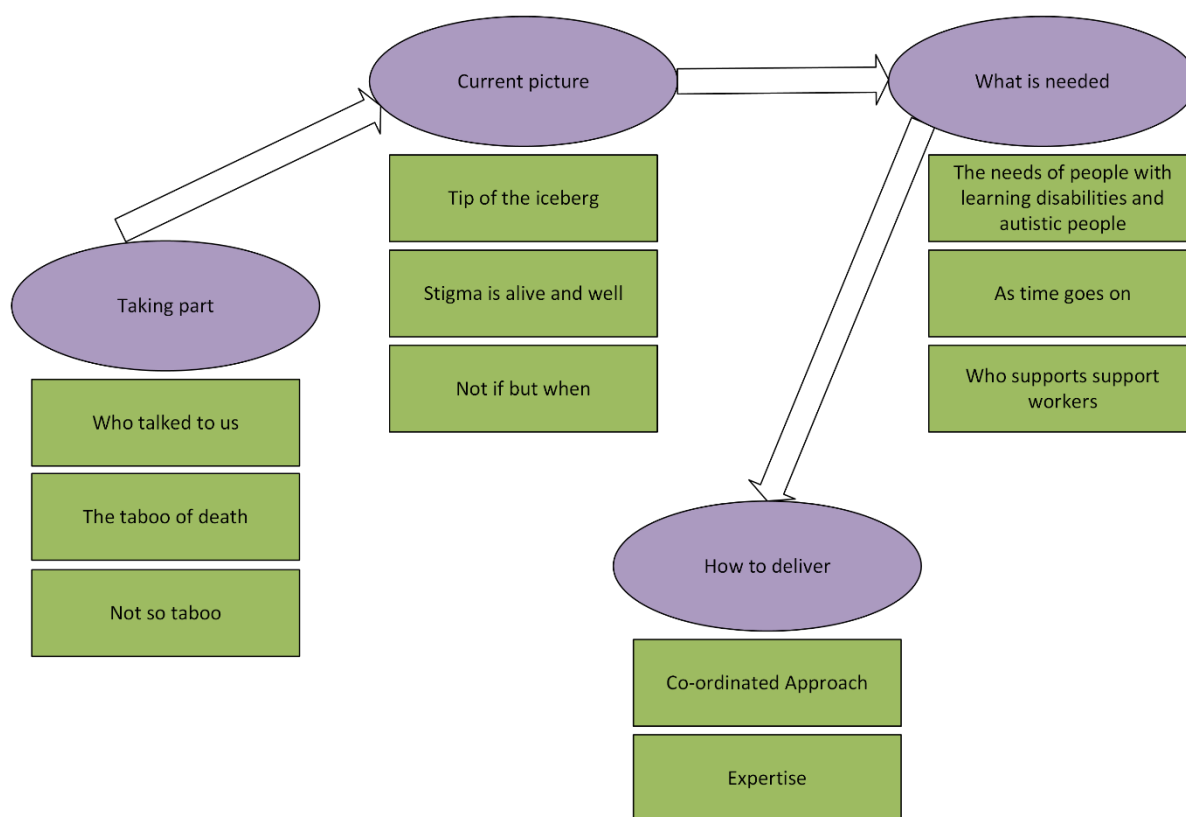 Taking part
Who talked to us
The taboo of death
Not so taboo
Current picture
Tip of the iceberg
Stigma is alive and well
Not if but when
What is needed
The needs of people with
learning disabilities and
autistic people
As time goes on
Who supports support
workers
How to deliver
Co-ordinated Approach
Expertise